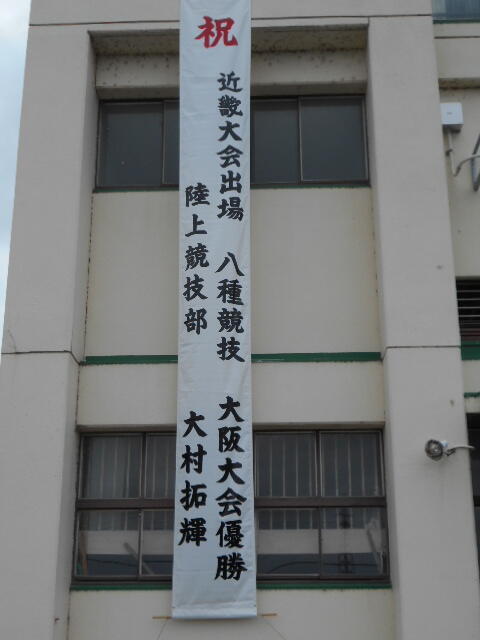 祝
近畿大会出場 八種競技 大阪大会優勝
陸上競技部 大村拓輝